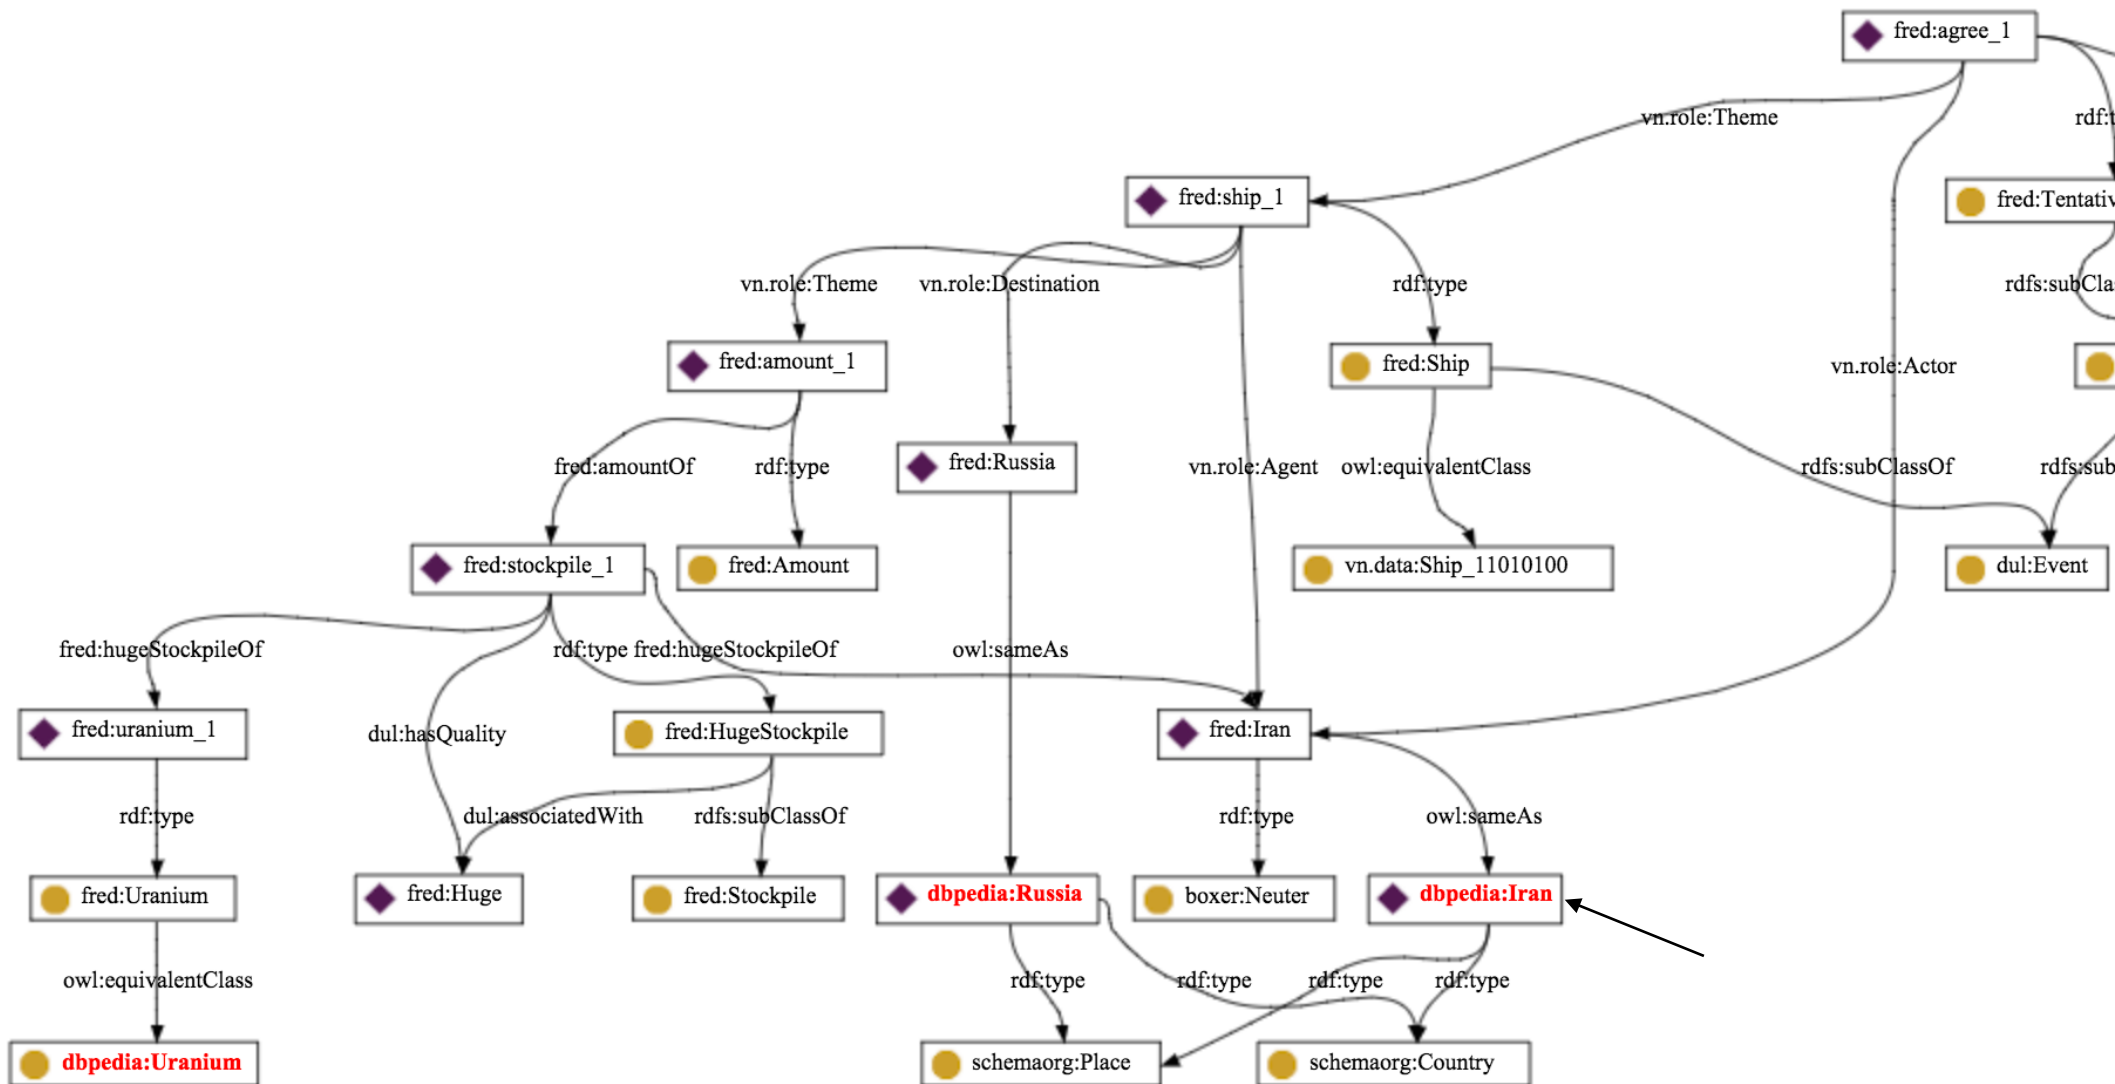 fred:agree_1
vn.role:Theme
rdf:t
fred:ship_1
fred:Tentativ
vn.role:Theme
vn.role:Destination
rdf:type
rdfs:subCla
fred:amount_1
fred:Ship
vn.role:Actor
fred:amountOf
rdf:type
fred:Russia
vn.role:Agent
owl:equivalentClass
rdfs:subClassOf
rdfs:sub
fred:stockpile_1
fred:Amount
vn.data:Ship_11010100
dul:Event
fred:hugeStockpileOf
rdf:type
fred:hugeStockpileOf
owl:sameAs
fred:uranium_1
dul:hasQuality
fred:HugeStockpile
fred:Iran
rdf:type
dul:associatedWith
rdfs:subClassOf
rdf:type
owl:sameAs
fred:Uranium
fred:Huge
fred:Stockpile
dbpedia:Russia
boxer:Neuter
dbpedia:Iran
owl:equivalentClass
rdf:type
rdf:type
rdf:type
rdf:type
dbpedia:Uranium
schemaorg:Place
schemaorg:Country